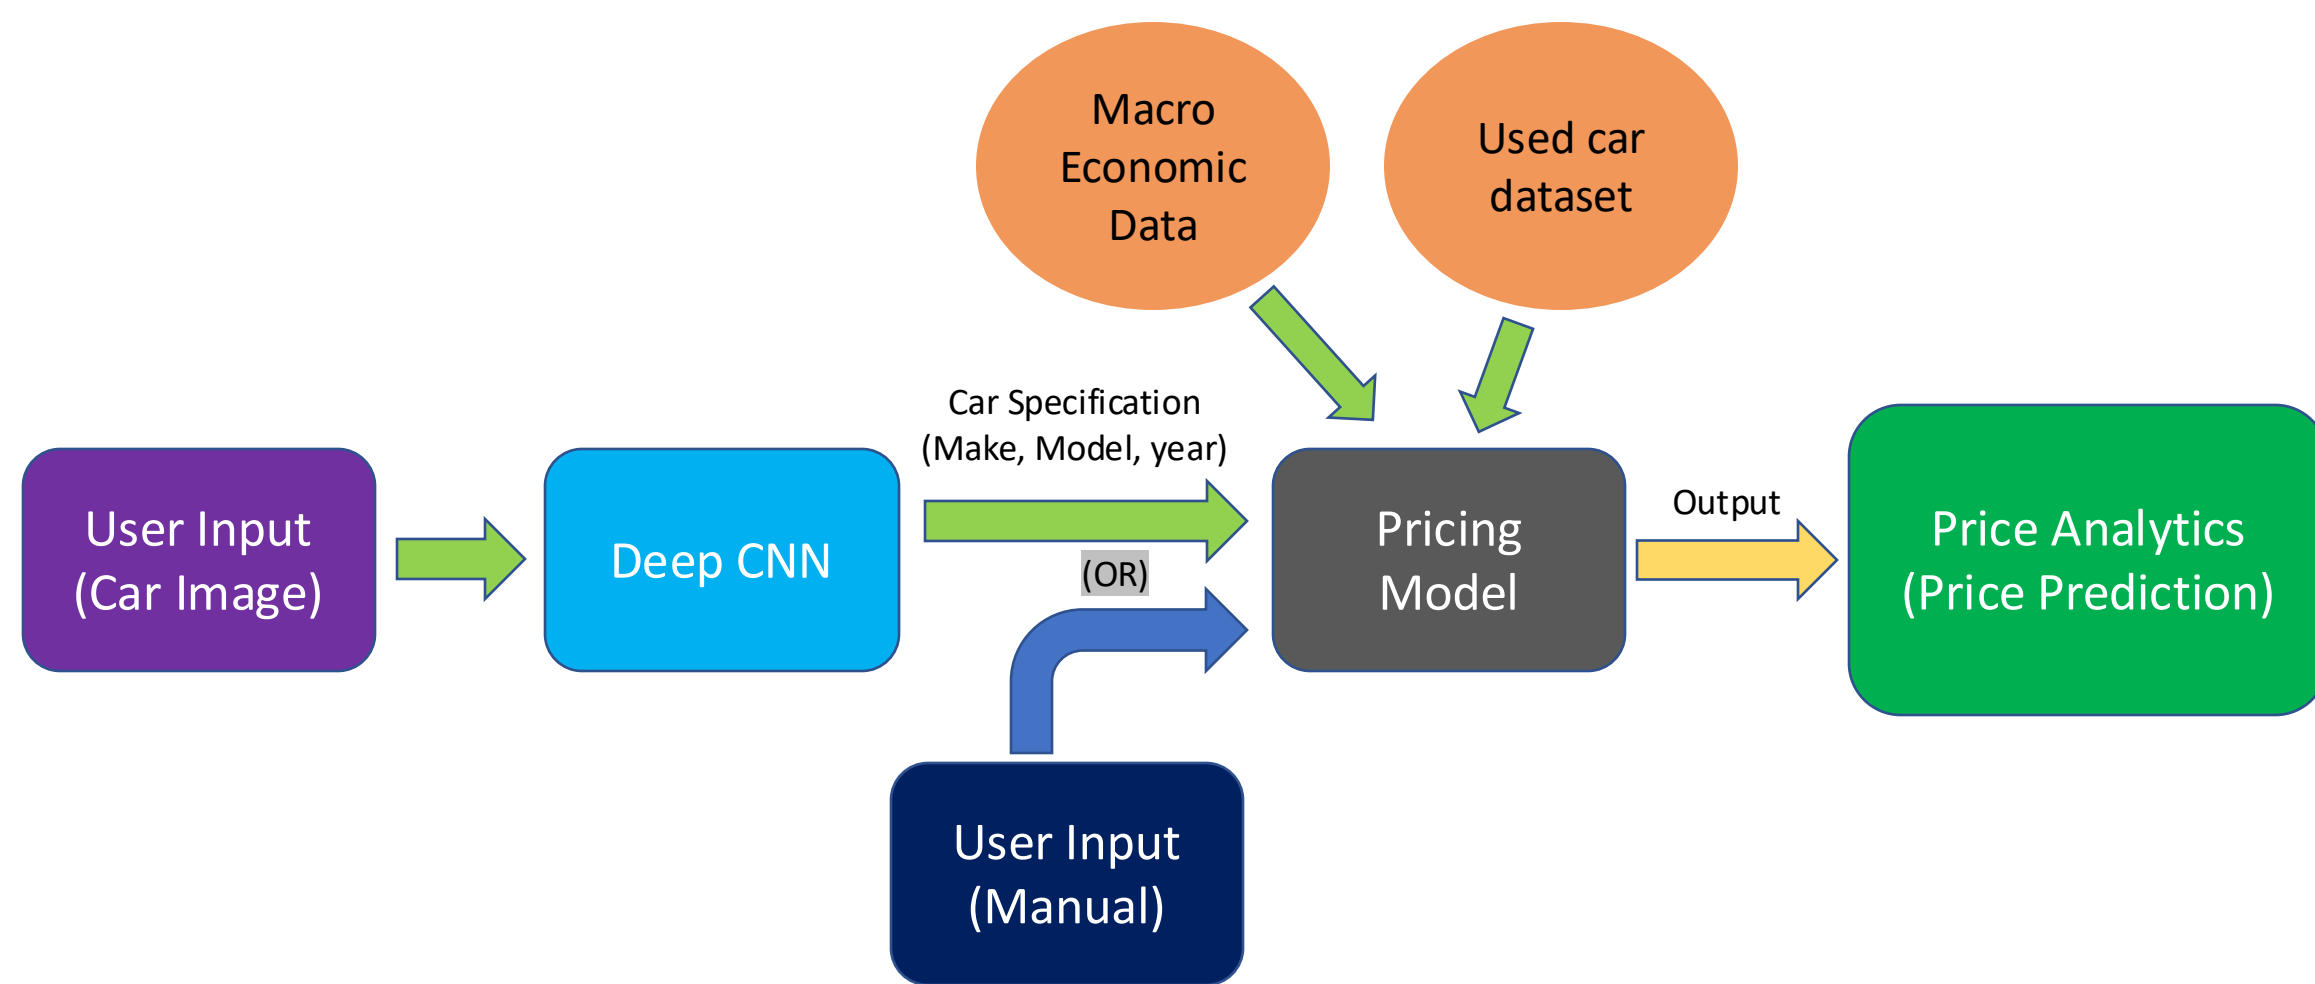 Macro
Economic
Data
Used car
dataset
Car Specification
(Make, Model, year)
User Input
(Car Image)
Deep CNN
(OR)
Pricing
Model
Output
Price Analytics
(Price Prediction)
User Input
(Manual)